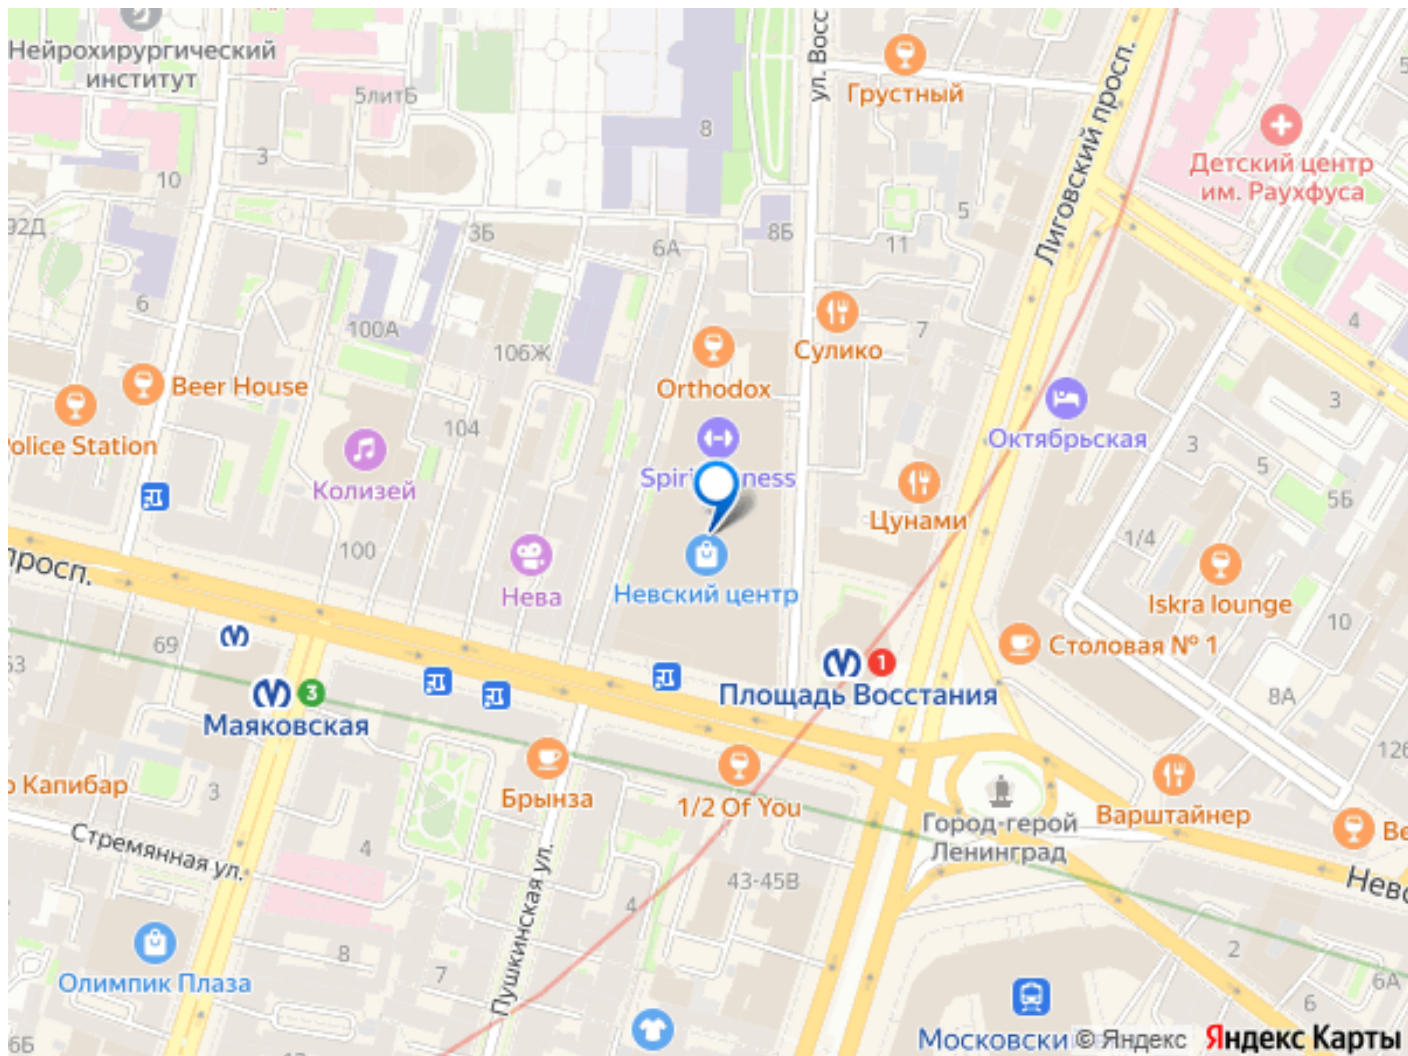 Нейрохирургический
институт
5литБ
3
10
92Д
6
100А
3Б
6А
8
8Б
ул. Восс
Грустный
Лиговский просп.
Детский центр
им. Раухфуса
5
11
7
4
Сулико
106Ж
Orthodox
Beer House
olice Station
104
Колизей
Spiri
ness
Октябрьская
3
3
5
5Б
Цунами
1/4
100
просп.
Нева
Невский центр
Iskra lounge
10
Столовая № 1
69
53
3
Маяковская
1
Площадь Восстания
8А
126
Брынза
1/2 Of You
о Капибар
3
Город-герой
Ленинград
Варштайнер
Be
Стремянная ул.
4
43-45В
Невс
Пушкинская ул.
4
8
7
2
6А
6
Олимпик Плаза
6Б
Московски
© Яндекс
Яндекс Карты